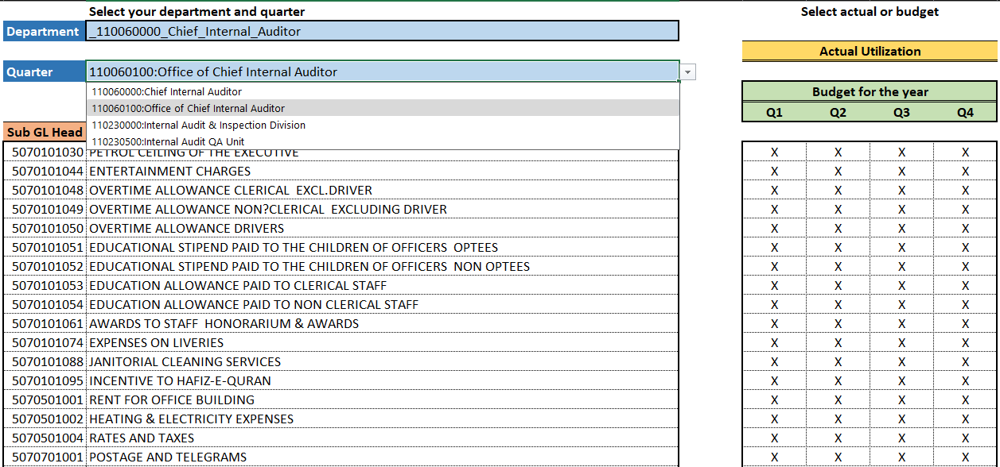 Select your department and quarter Select actual or budget
Department _110060000_Chief_Internal_Auditor
Actual Utilization
Quarter 110060100:Office of Chief Internal Auditor
110060000:Chief Internal Auditor
Budget for the year
110060100:Office of Chief Internal Auditor
Q1 Q2 Q3 Q4
110230000:Internal Audit & Inspection Division
Sub GL Head
110230500:Internal Audit QA Unit
5070101030 PETROL CEILING OF THE EXECUTIVE X X X X
5070101044 ENTERTAINMENT CHARGES X X X X
5070101048 OVERTIME ALLOWANCE CLERICAL  EXCL.DRIVER X X X X
5070101049 OVERTIME ALLOWANCE NON?CLERICAL  EXCLUDING DRIVER X X X X
5070101050 OVERTIME ALLOWANCE DRIVERS X X X X
5070101051 EDUCATIONAL STIPEND PAID TO THE CHILDREN OF OFFICERS  OPTEES X X X X
5070101052 EDUCATIONAL STIPEND PAID TO THE CHILDREN OF OFFICERS  NON OPTEES X X X X
5070101053 EDUCATION ALLOWANCE PAID TO CLERICAL STAFF X X X X
5070101054 EDUCATION ALLOWANCE PAID TO NON CLERICAL STAFF X X X X
5070101061 AWARDS TO STAFF  HONORARIUM & AWARDS X X X X
5070101074 EXPENSES ON LIVERIES X X X X
5070101088 JANITORIAL CLEANING SERVICES X X X X
5070101095 INCENTIVE TO HAFIZ-E-QURAN X X X X
5070501001 RENT FOR OFFICE BUILDING X X X X
5070501002 HEATING & ELECTRICITY EXPENSES X X X X
5070501004 RATES AND TAXES X X X X
5070701001 POSTAGE AND TELEGRAMS X X X X